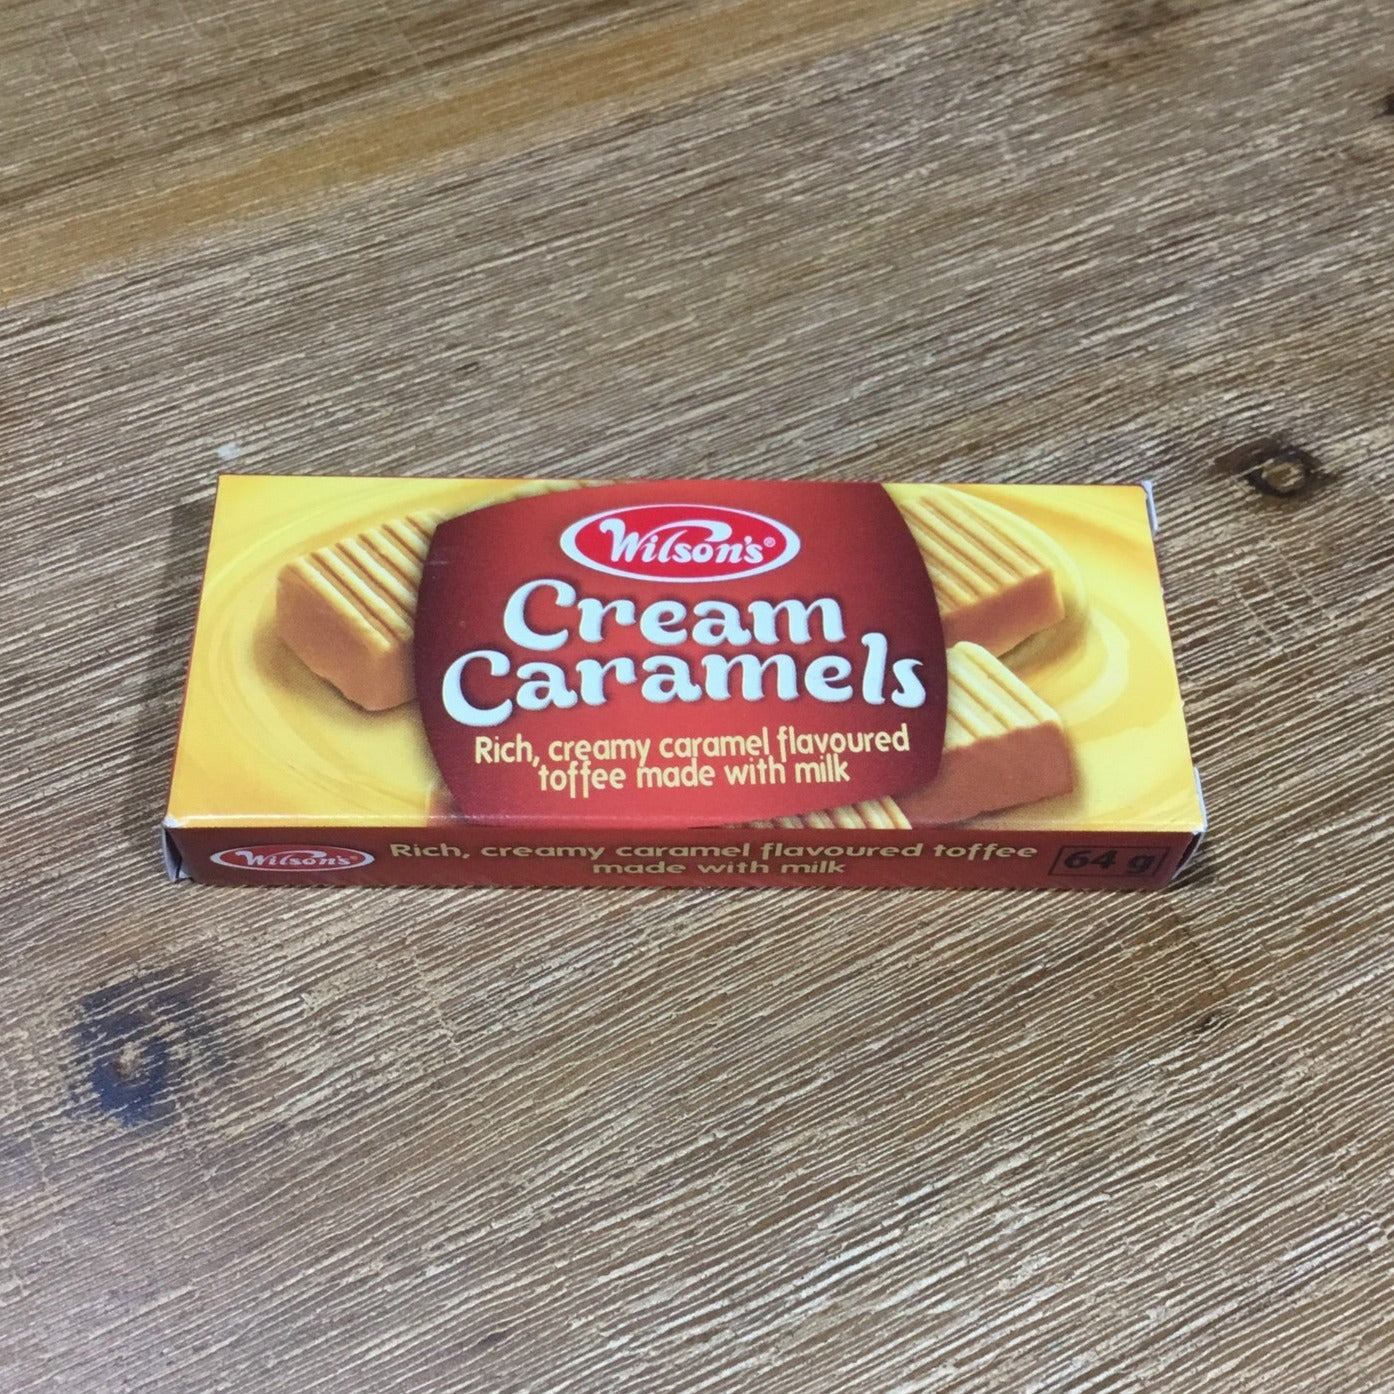 Wilson's®
Cream
Caramels
Rich, creamy caramel flavoured
toffee made with milk
Wilson's®
Rich, creamy caramel flavoured toffee
made with milk
64 g